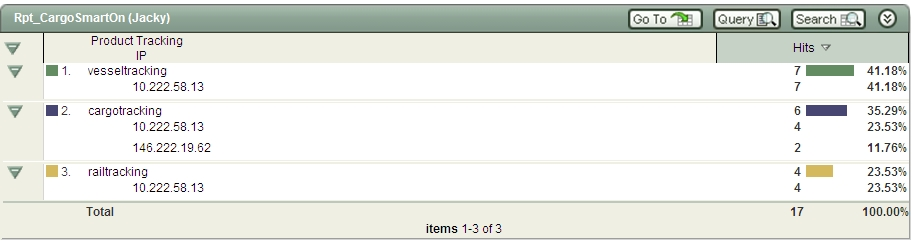 Rpt_CargoSmartOn (Jacky) Go To Query Search
Product Tracking Hits
IP
1. vesseltracking 7 41.18%
10.222.58.13 7 41.18%
2. cargotracking 6 35.29%
10.222.58.13 4 23.53%
146.222.19.62 2 11.76%
3. railtracking 4 23.53%
10.222.58.13 4 23.53%
Total 17 100.00%
items 1-3 of 3